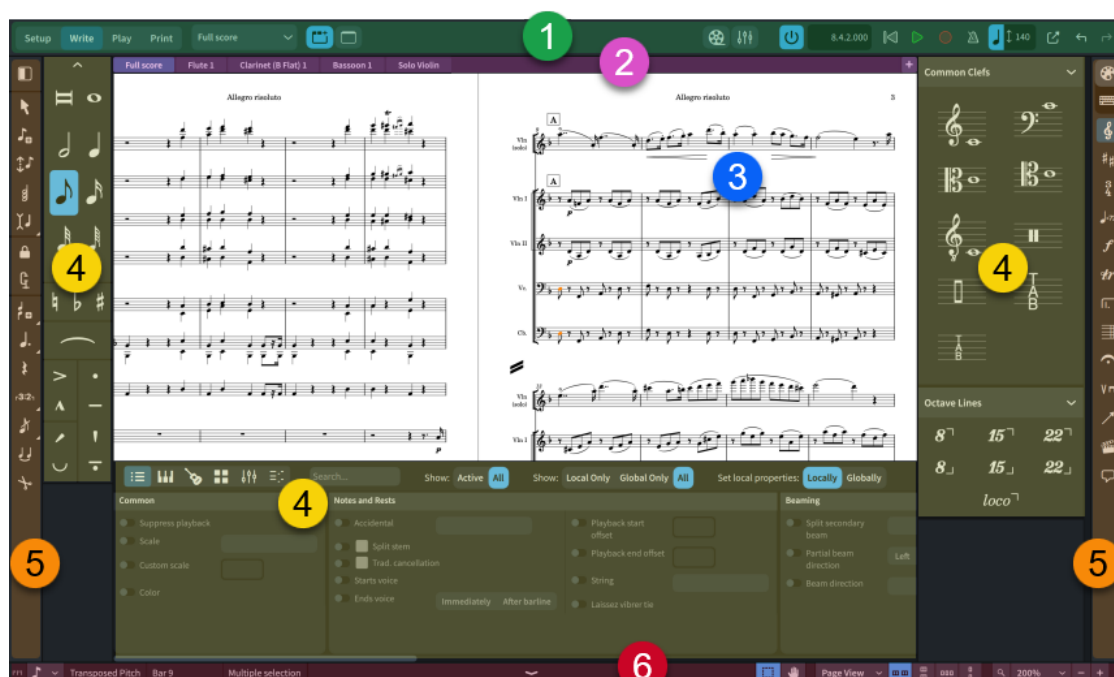 Setup Write Play Print Full score 1 8.4.2.000 140
Full score Flute 1 Clarinet (B Flat) 1 Bassoon 1 Solo Violin 2
Common Clefs
Allegro risoluto
Allegro risoluto 3
A
Vln
(solo)
3
A
Vln I
p
Vln II
p
4
4
Vc.
Cb.
T
A
B
T
A
B
Vln
(solo)
Octave Lines
Vln I
8 15 22
p
8 15 22
loco
Search... Show: Active All Show: Local Only Global Only All Set local properties: Locally Globally
4
Common Notes and Rests Beaming
Suppress playback Accidental Playback start
offset Split secondary
beam
Scale
Split stem
Custom scale Trad. cancellation Playback end offset Partial beam
direction Left
5 5
Starts voice String Beam direction
Color Ends voice Immediately After barline Laissez vibrer tie
6
Transposed Pitch Bar 9 Multiple selection Page View 200%